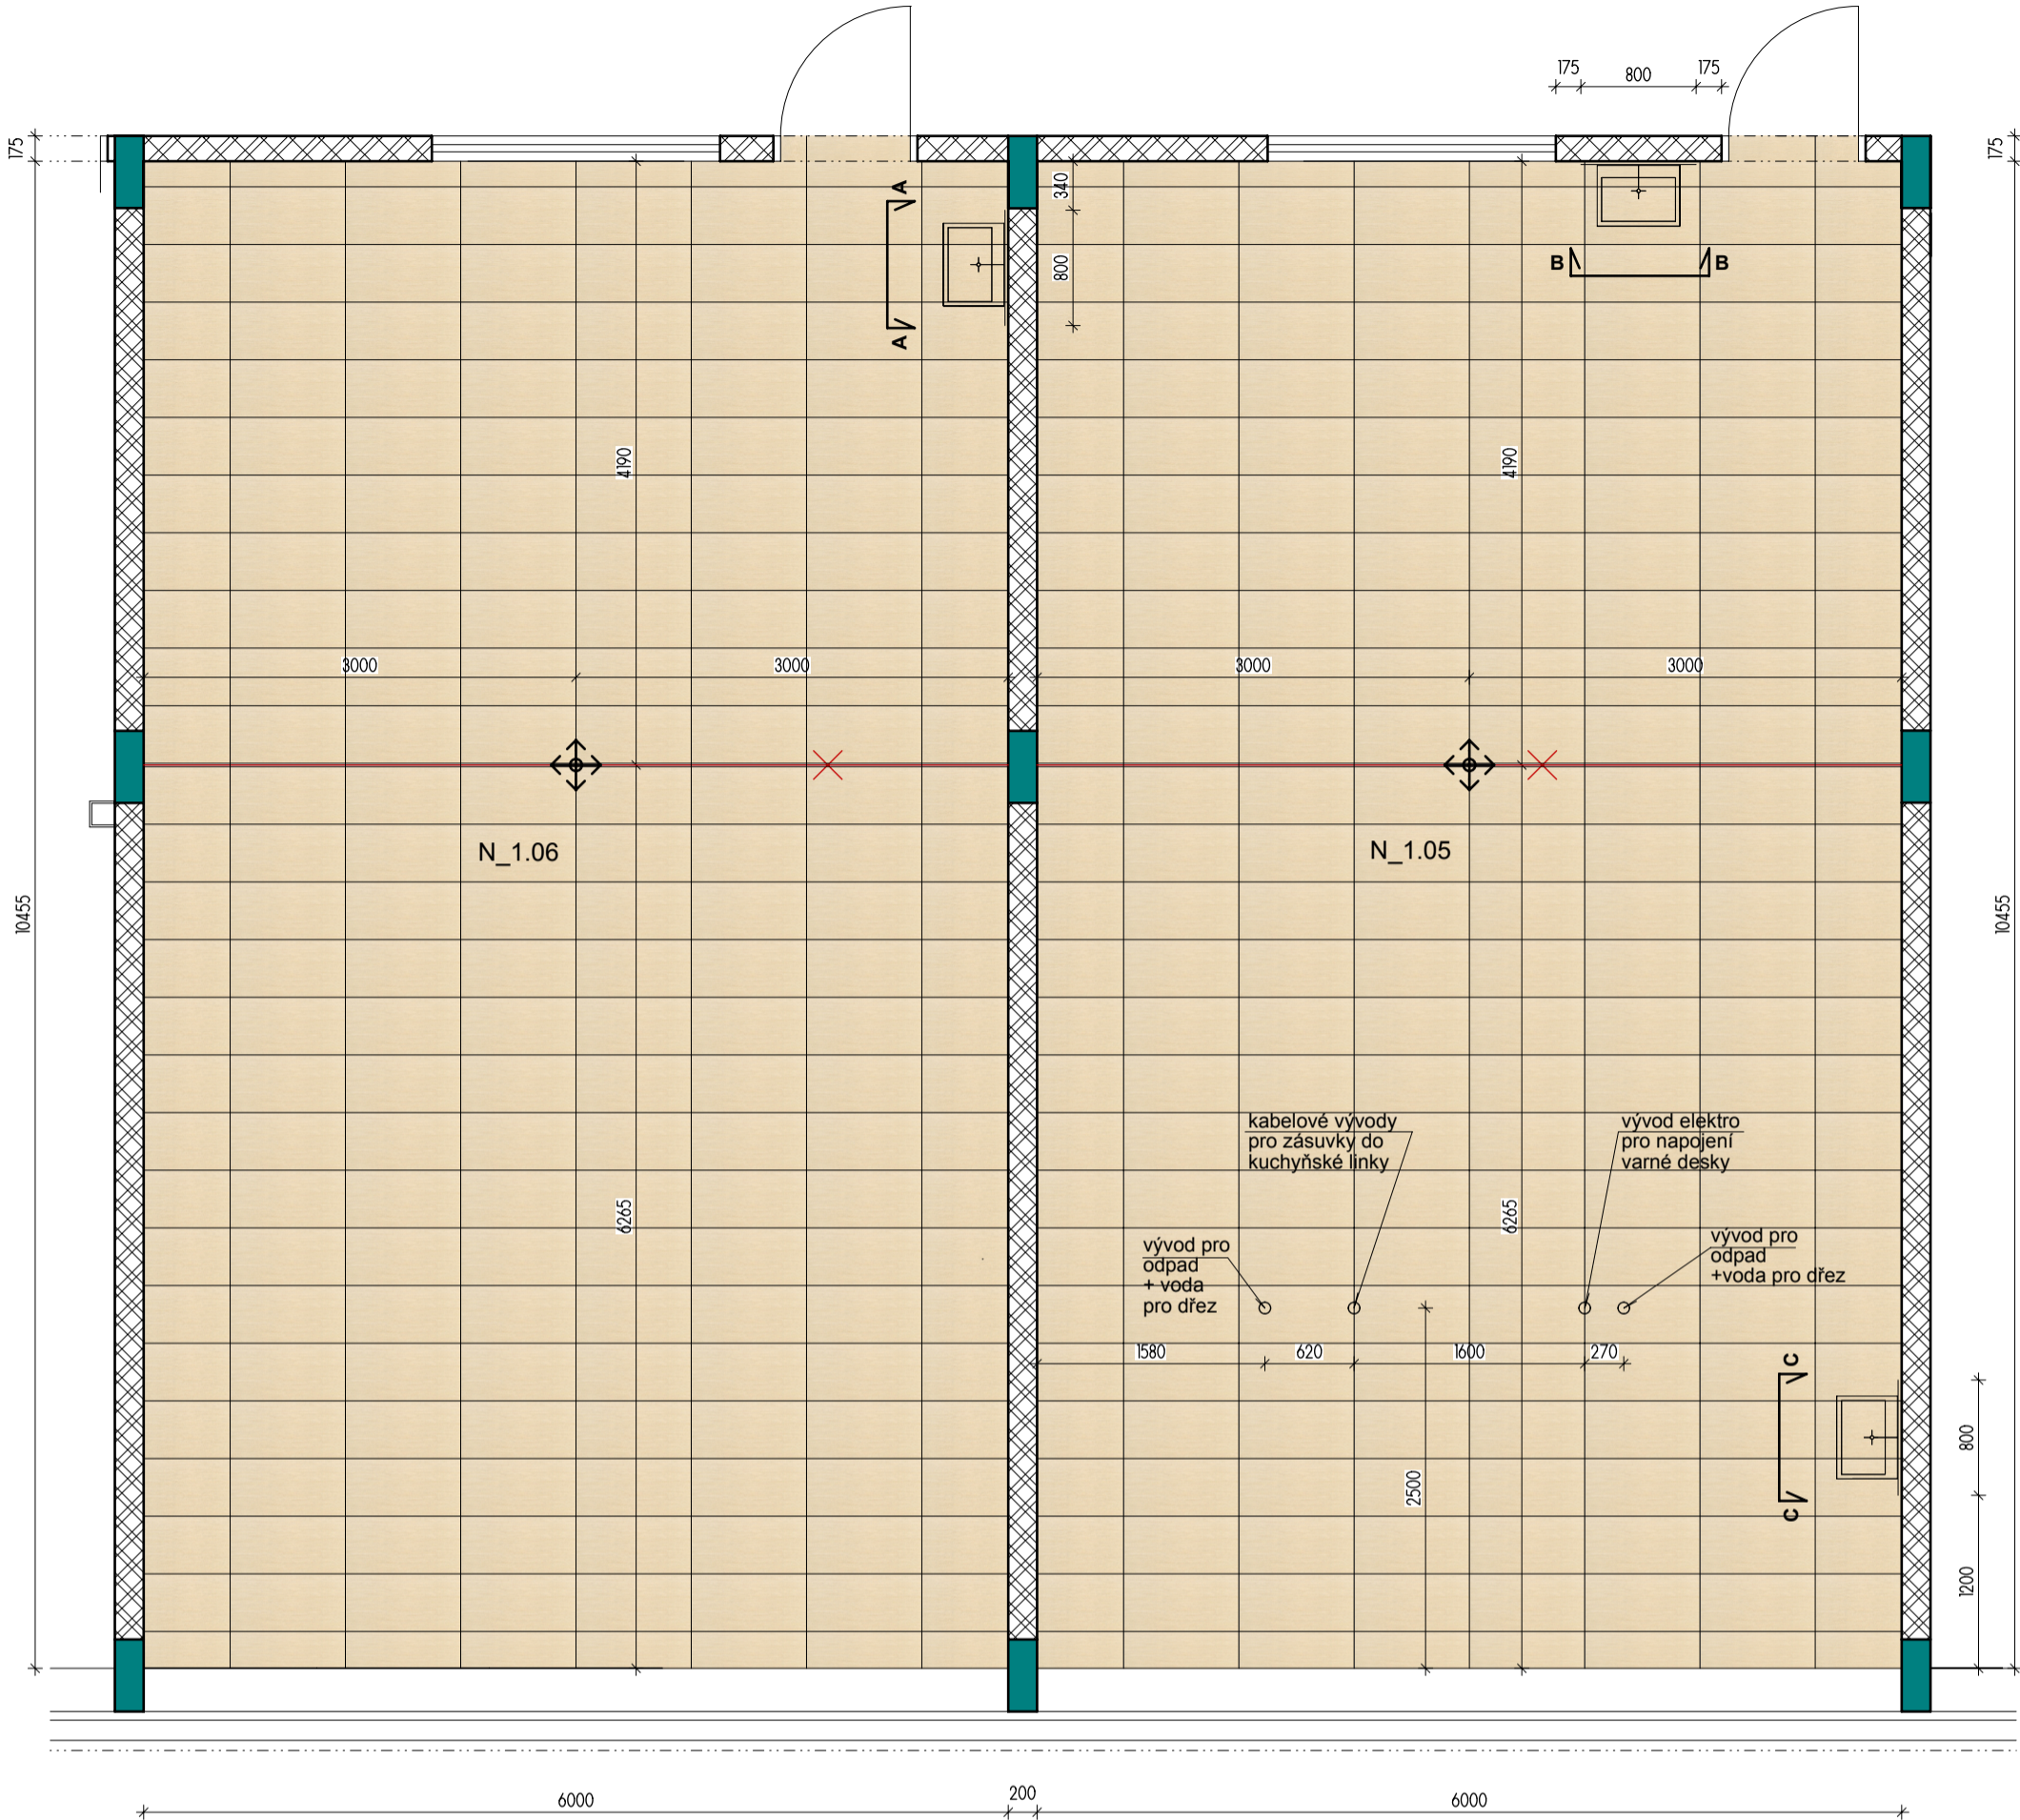 175
800
175
175
175
A
340
B
B
800
A
4190
4190
3000
3000
3000
3000
N_1.06
N_1.05
10455
10455
kabelové vývody
pro zásuvky do
kuchyňské linky
vývod elektro
pro napojení
varné desky
6265
6265
vývod pro
odpad
+ voda
pro dřez
vývod pro
odpad
+voda pro dřez
1580
620
1600
270
C
800
2500
C
1200
6000
200
6000